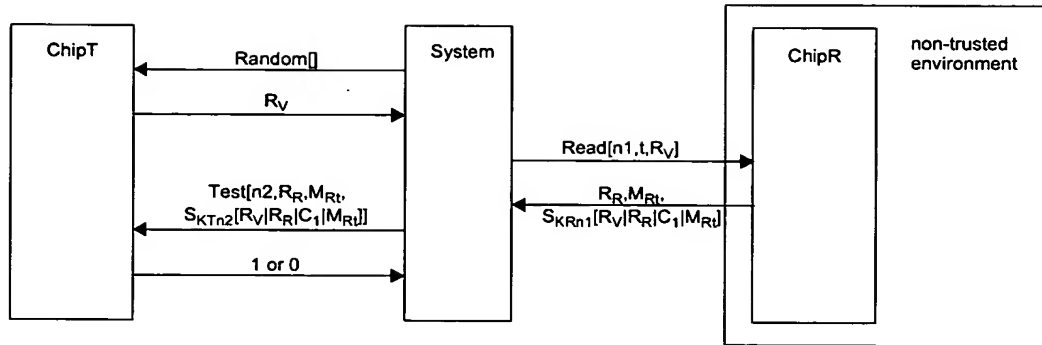 ChipT
System
ChipR
non-trusted
environment
Random[]
R_V
Read[n1,t,R_V]
Test[n2,R_R,M_Rt,
S_KTn2[R_V|R_R|C_1|M_Rt]]
R_R,M_Rt,
S_KRn1[R_V|R_R|C_1|M_Rt]
1 or 0